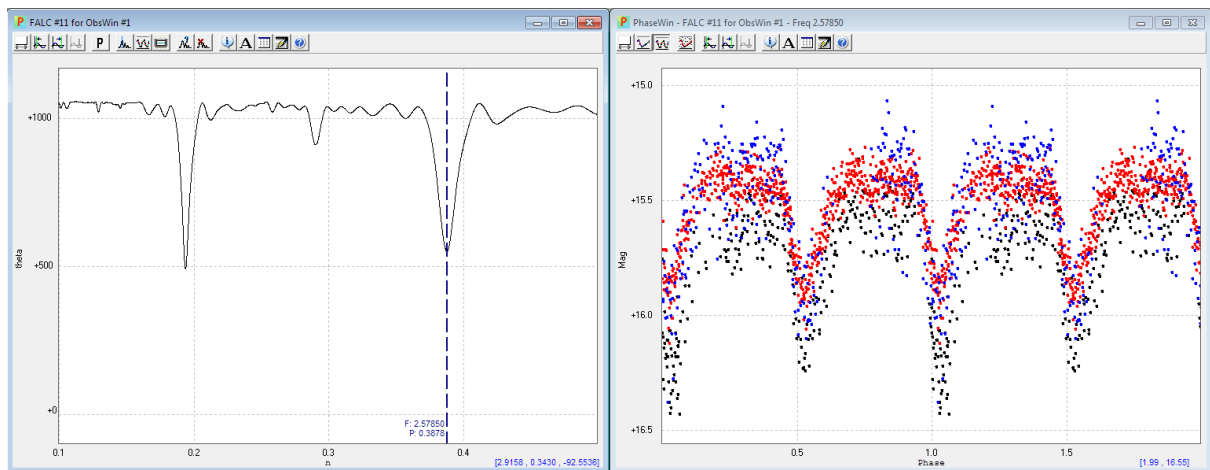 FALC #11 for ObsWin #1
P
A
+1000
+500
+0
theta
F: 2.57850
P: 0.3878
0.1 0.2 0.3 0.4
n
[2.9158 , 0.3430 , -92.5536]
PhaseWin - FALC #11 for ObsWin #1 - Freq 2.57850
A
+15.0
+15.5
+16.0
+16.5
Mag
0.5 1.0 1.5
Phase
[1.99 , 16.55]